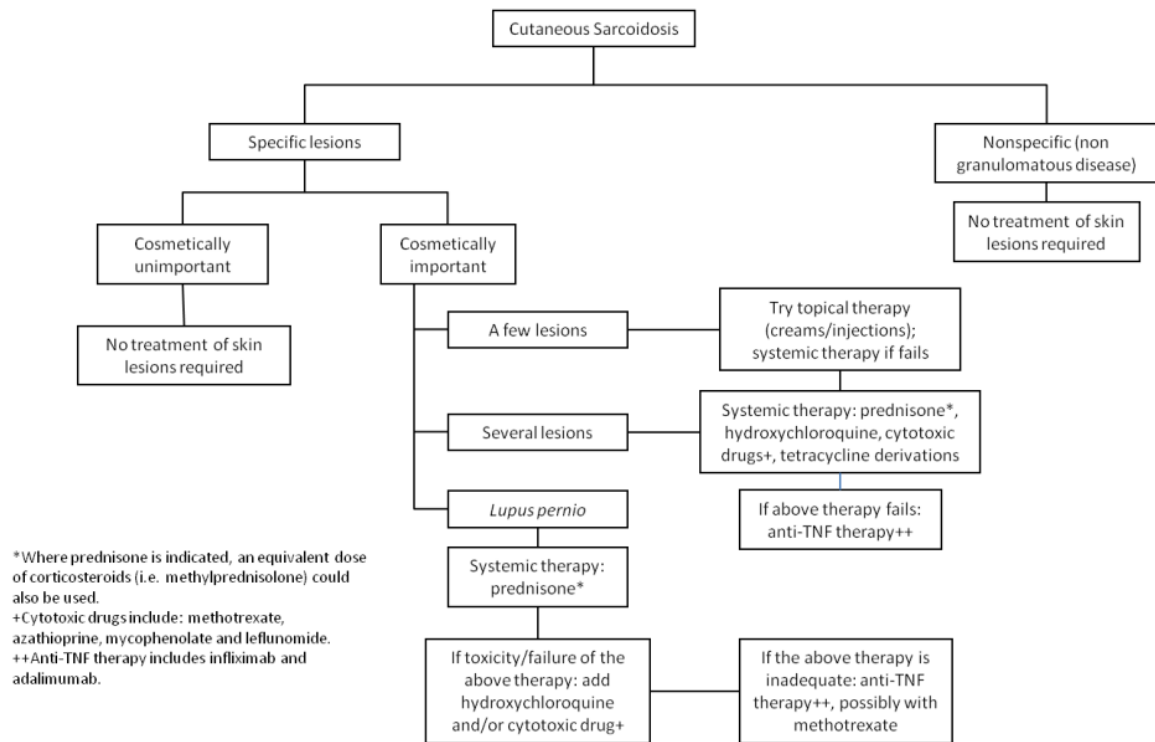 Cutaneous Sarcoidosis
Specific lesions
Nonspecific (non
granulomatous disease)
No treatment of skin
lesions required
Cosmetically
unimportant
Cosmetically
important
No treatment of skin
lesions required
A few lesions
Try topical therapy
(creams/injections);
systemic therapy if fails
Several lesions
Systemic therapy: prednisone*,
hydroxychloroquine, cytotoxic
drugs+, tetracycline derivations
If above therapy fails:
anti-TNF therapy++
Lupus pernio
Systemic therapy:
prednisone*
If toxicity/failure of the
above therapy: add
hydroxychloroquine
and/or cytotoxic drug+
If the above therapy is
inadequate: anti-TNF
therapy++, possibly with
methotrexate
*Where prednisone is indicated, an equivalent dose
of corticosteroids (i.e. methylprednisolone) could
also be used.
+Cytotoxic drugs include: methotrexate,
azathioprine, mycophenolate and leflunomide.
++Anti-TNF therapy includes infliximab and
adalimumab.